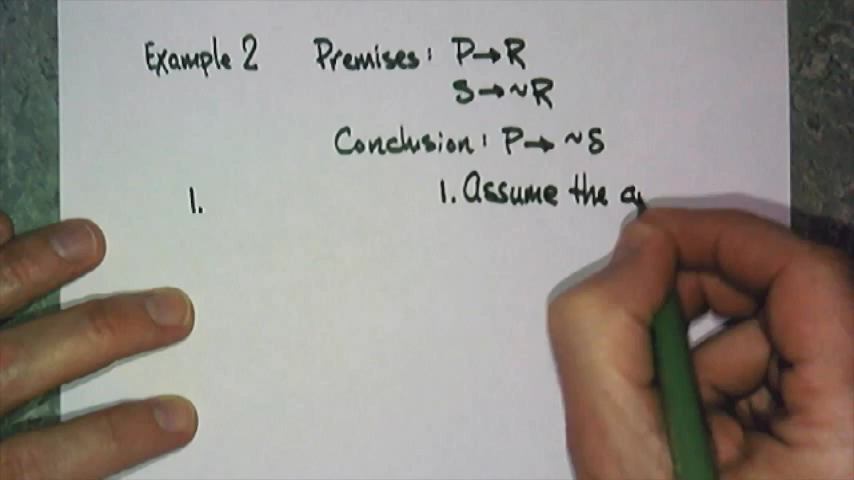 Example 2 Premises: P→R
S→~R
Conclusion: P→ ~S
1. 1. Assume the